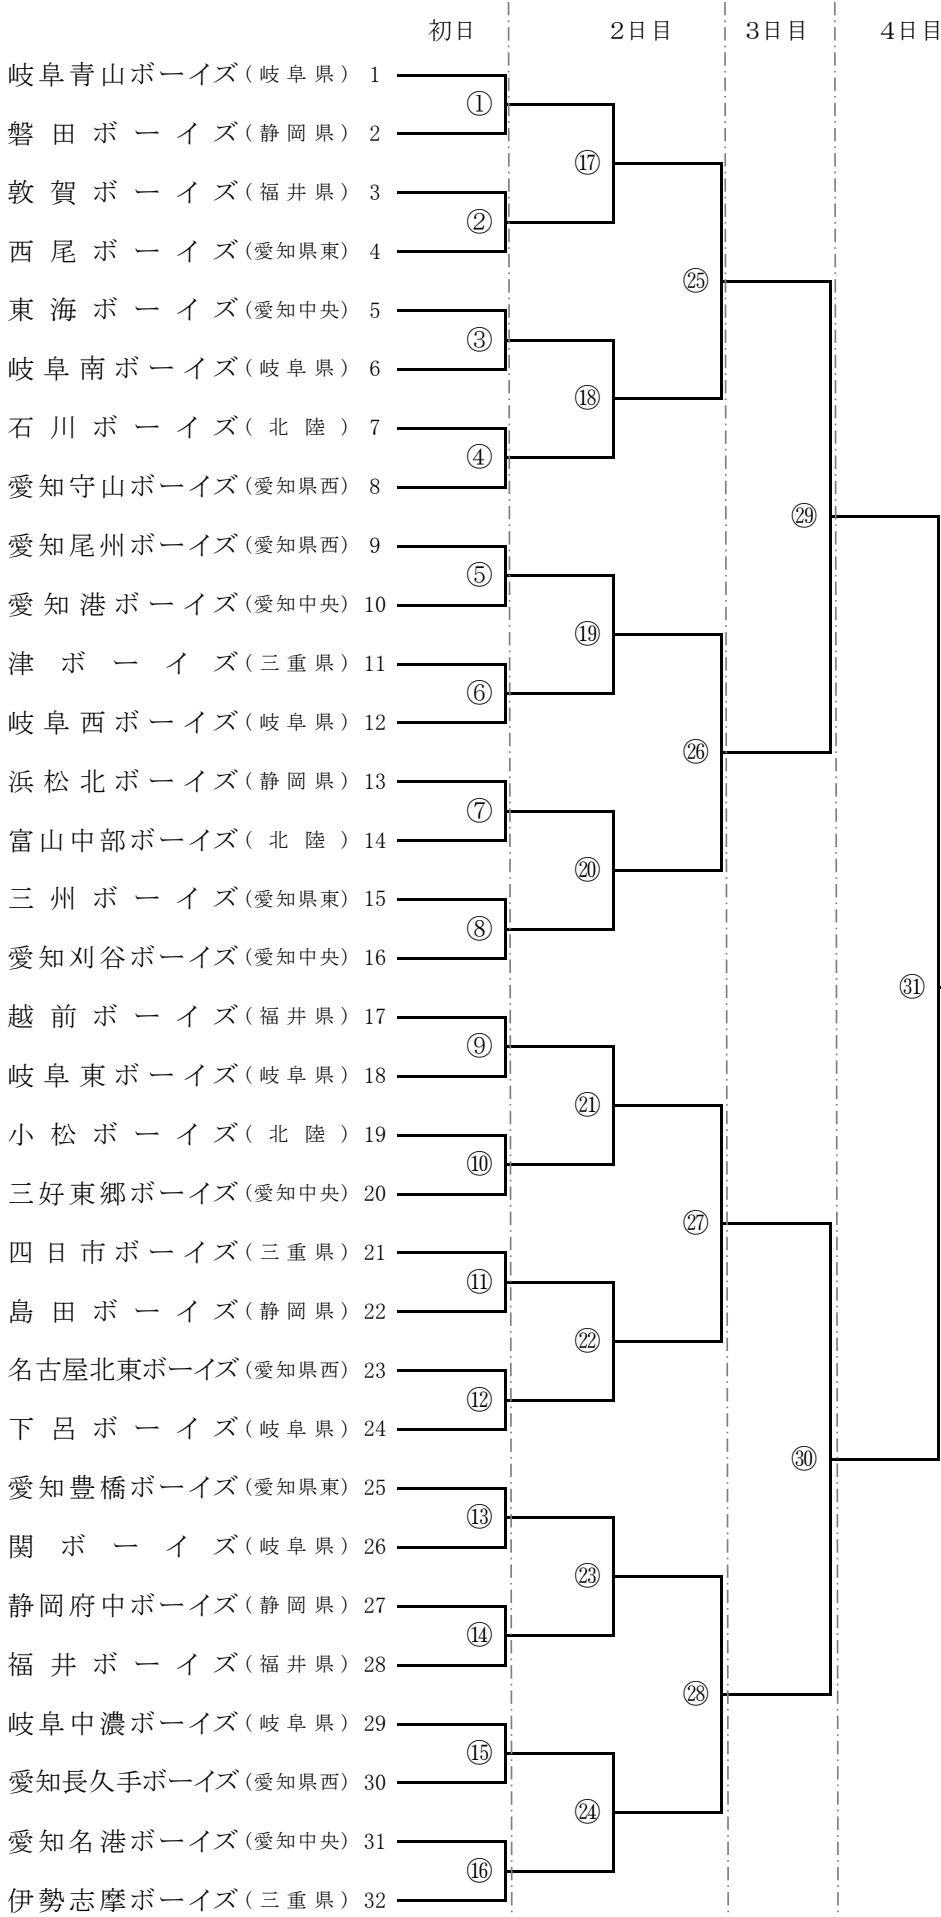 初日 2日目 3日目 4日目
岐阜青山ボーイズ(岐阜県) 1
①
磐田ボーイズ(静岡県) 2
⑰
敦賀ボーイズ(福井県) 3
②
西尾ボーイズ(愛知県東) 4
㉕
東海ボーイズ(愛知中央) 5
③
岐阜南ボーイズ(岐阜県) 6
⑱
石川ボーイズ(北陸) 7
④
愛知守山ボーイズ(愛知県西) 8
㉙
愛知尾州ボーイズ(愛知県西) 9
⑤
愛知港ボーイズ(愛知中央) 10
⑲
津ボーイズ(三重県) 11
⑥
岐阜西ボーイズ(岐阜県) 12
㉖
浜松北ボーイズ(静岡県) 13
⑦
富山中部ボーイズ(北陸) 14
⑳
三州ボーイズ(愛知県東) 15
⑧
愛知刈谷ボーイズ(愛知中央) 16
㉛
越前ボーイズ(福井県) 17
⑨
岐阜東ボーイズ(岐阜県) 18
㉑
小松ボーイズ(北陸) 19
⑩
三好東郷ボーイズ(愛知中央) 20
㉗
四日市ボーイズ(三重県) 21
⑪
島田ボーイズ(静岡県) 22
㉒
名古屋北東ボーイズ(愛知県西) 23
⑫
下呂ボーイズ(岐阜県) 24
㉚
愛知豊橋ボーイズ(愛知県東) 25
⑬
関ボーイズ(岐阜県) 26
㉓
静岡府中ボーイズ(静岡県) 27
⑭
福井ボーイズ(福井県) 28
㉘
岐阜中濃ボーイズ(岐阜県) 29
⑮
愛知長久手ボーイズ(愛知県西) 30
㉔
愛知名港ボーイズ(愛知中央) 31
⑯
伊勢志摩ボーイズ(三重県) 32